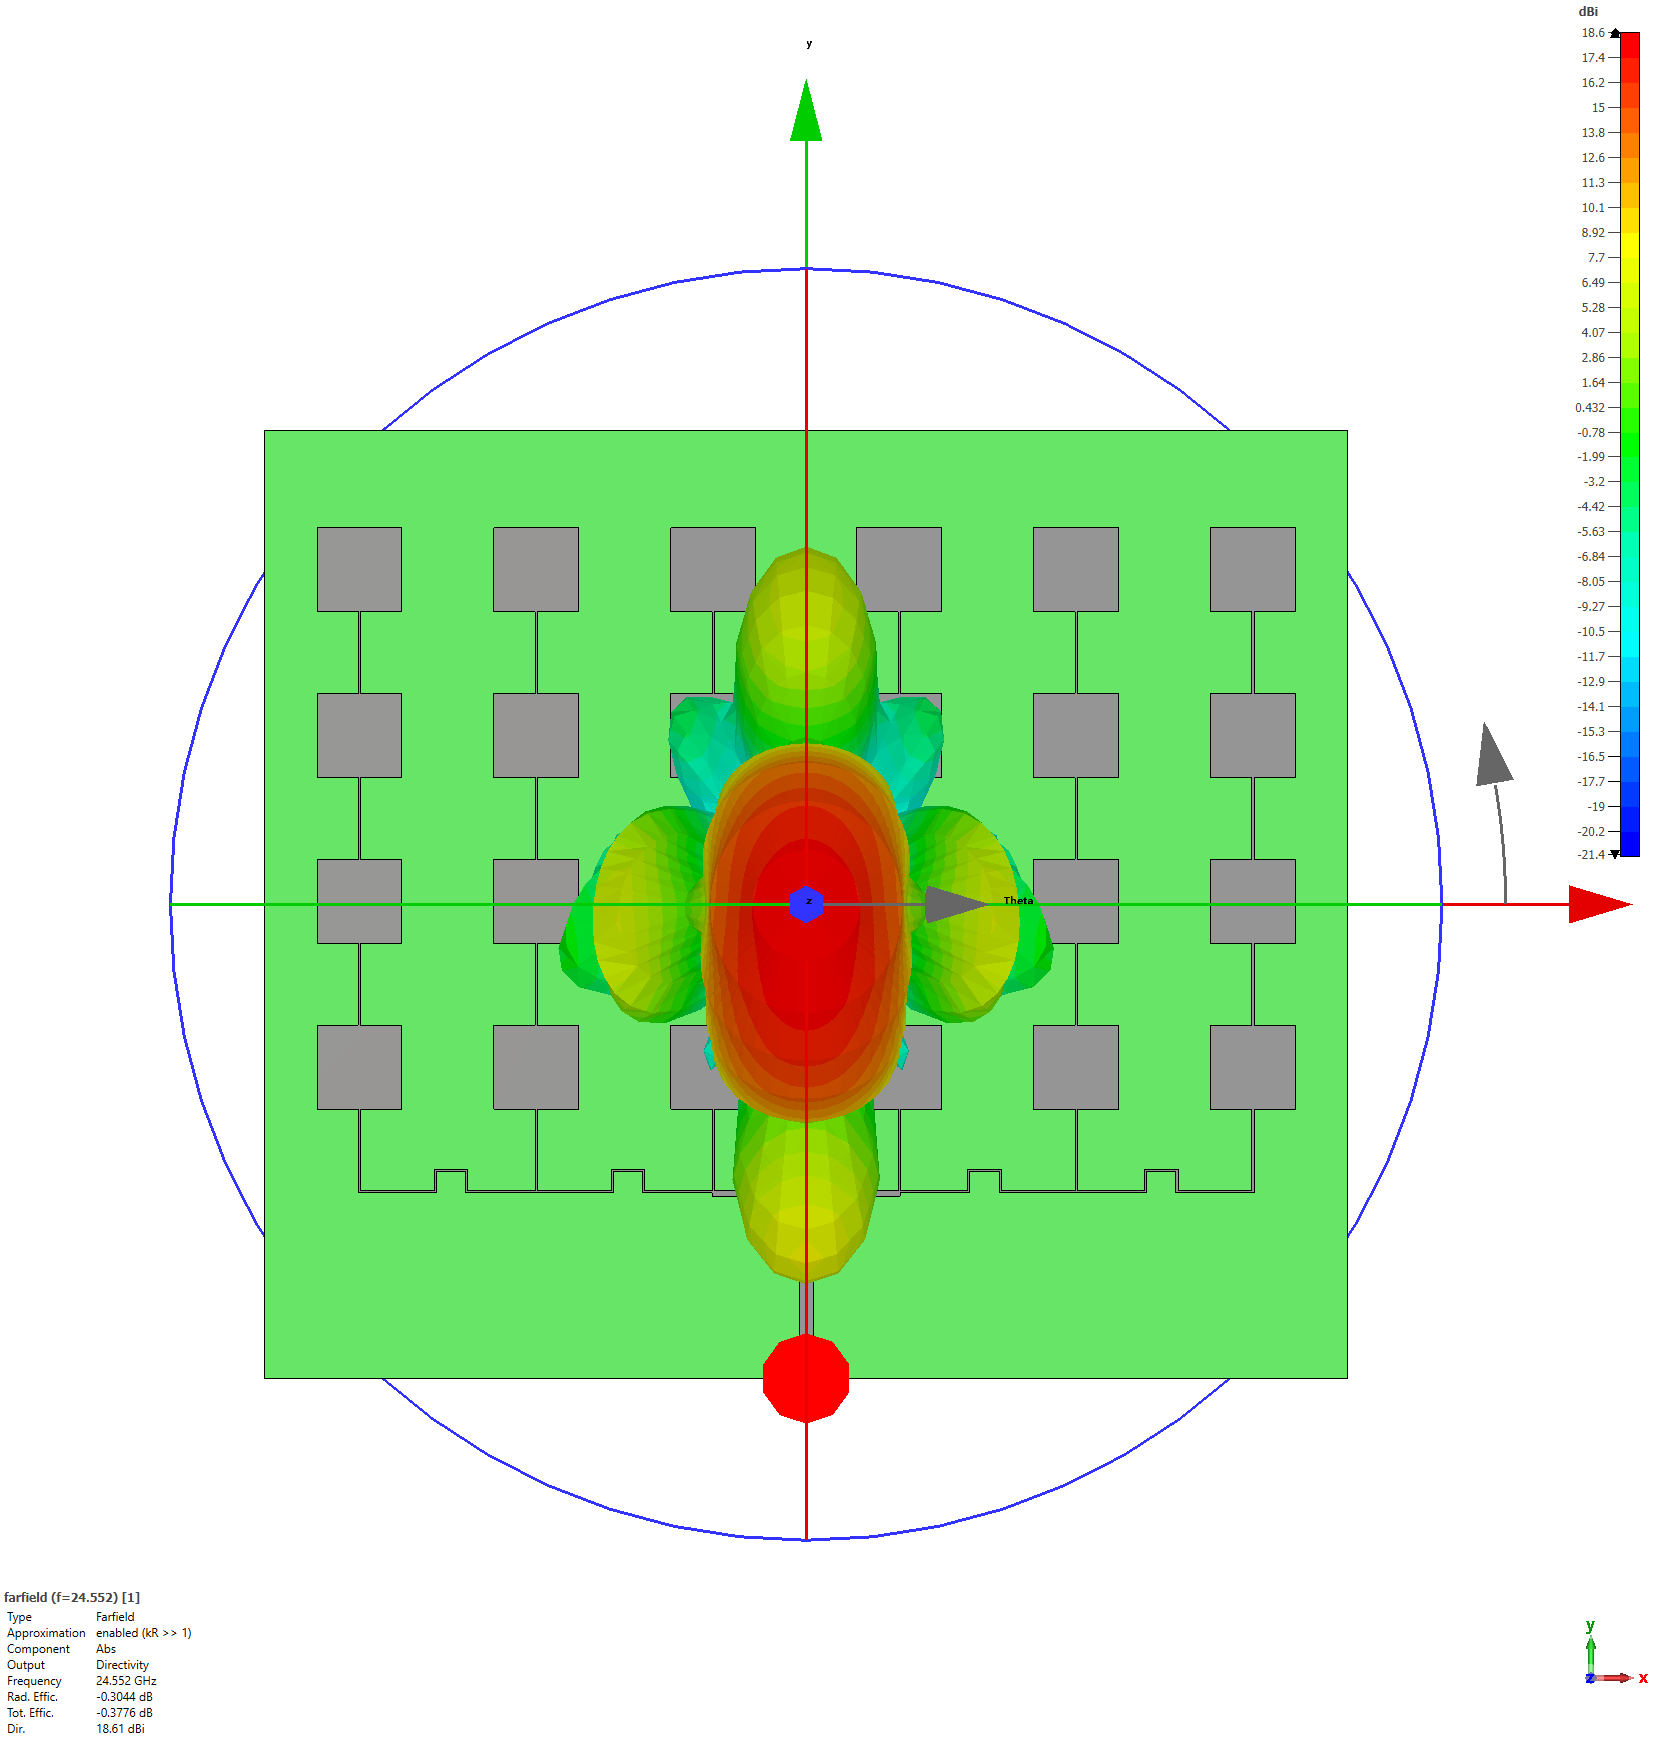 dBi
18.6
17.4
16.2
15
13.8
12.6
11.3
10.1
8.92
7.7
6.49
5.28
4.07
2.86
1.64
0.432
-0.78
-1.99
-3.2
-4.42
-5.63
-6.84
-8.05
-9.27
-10.5
-11.7
-12.9
-14.1
-15.3
-16.5
-17.7
-19
-20.2
-21.4
y
z
Theta
farfield (f=24.552) [1]
Type Farfield
Approximation enabled (kR >> 1)
Component Abs
Output Directivity
Frequency 24.552 GHz
Rad. Effic. -0.3044 dB
Tot. Effic. -0.3776 dB
Dir. 18.61 dBi
y
z
x